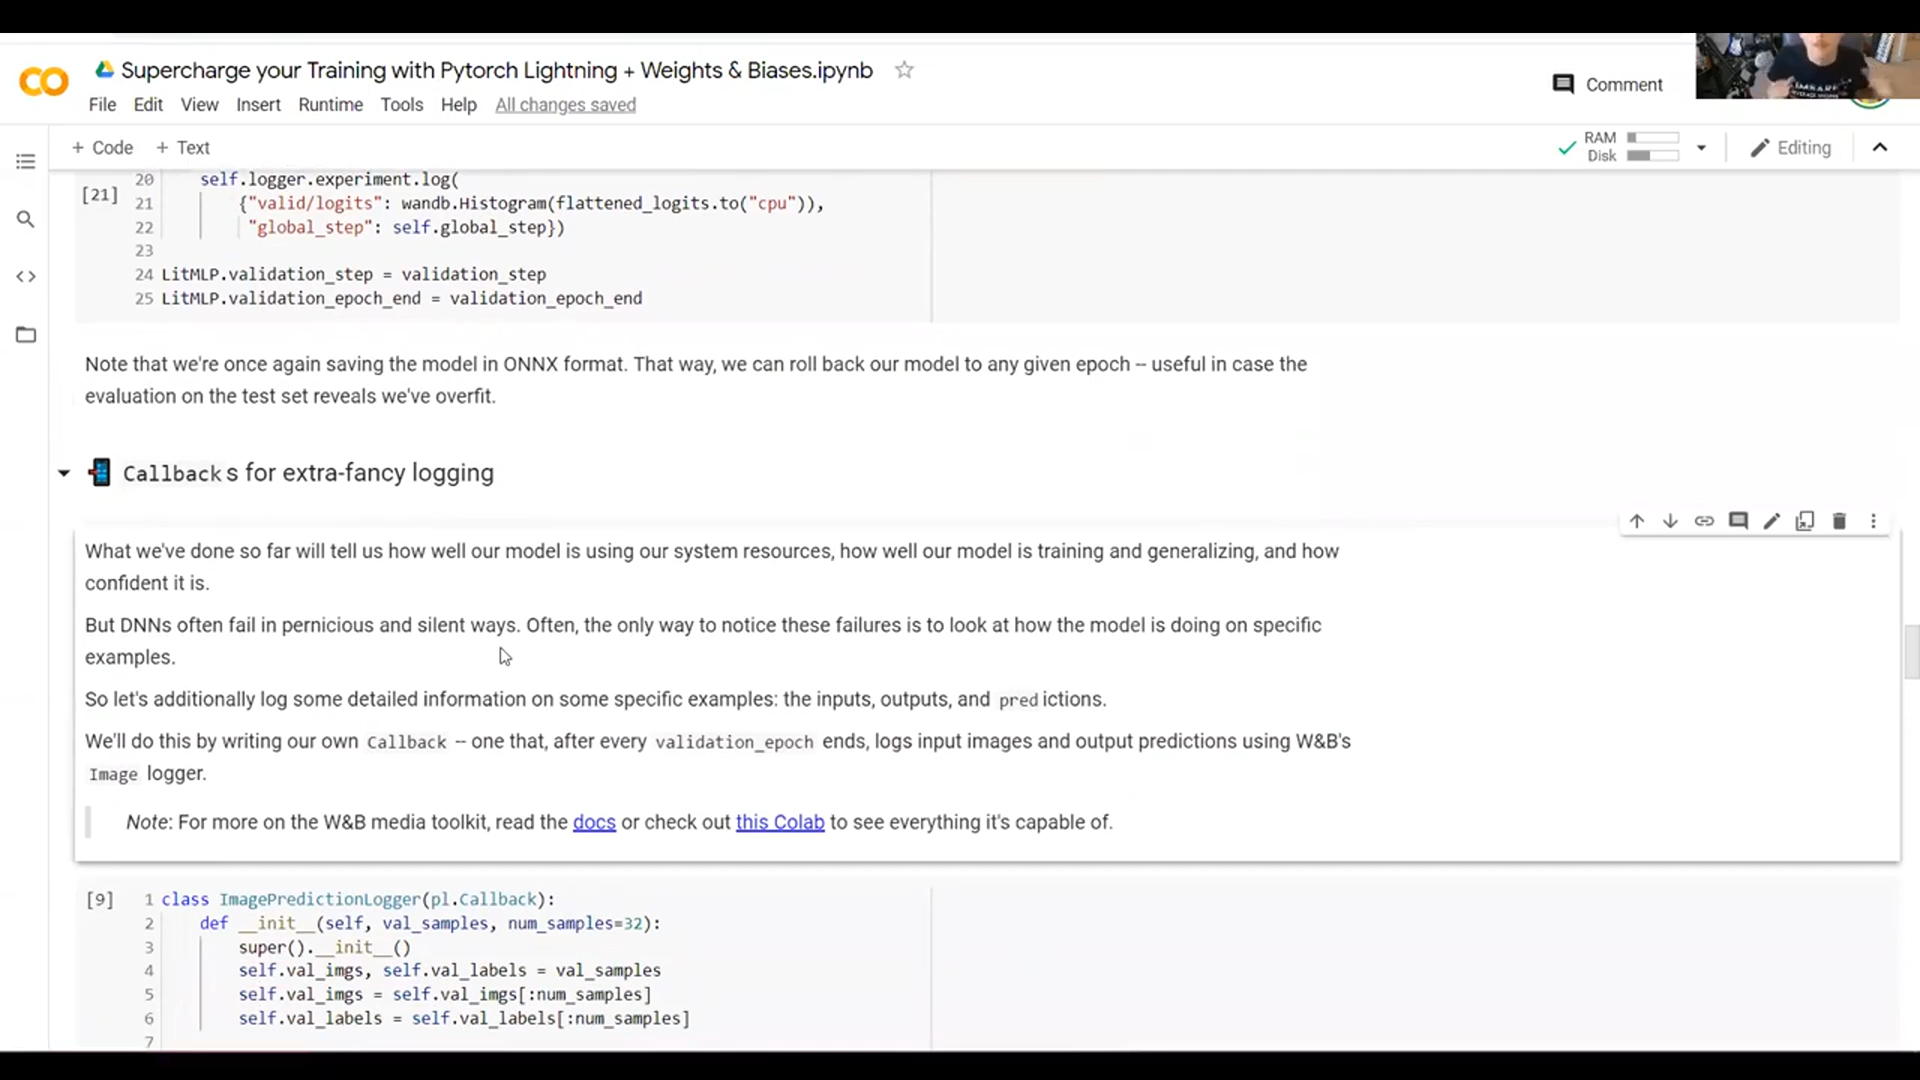 Supercharge your Training with Pytorch Lightning + Weights & Biases.ipynb
Comment
File Edit View Insert Runtime Tools Help All changes saved
+ Code + Text
RAM
Disk
Editing
[21]
20 self.logger.experiment.log(
21 {"valid/logits": wandb.Histogram(flattened_logits.to("cpu")),
22 "global_step": self.global_step})
23
24 LitMLP.validation_step = validation_step
25 LitMLP.validation_epoch_end = validation_epoch_end
Note that we're once again saving the model in ONNX format. That way, we can roll back our model to any given epoch -- useful in case the
evaluation on the test set reveals we've overfit.
Callbacks for extra-fancy logging
What we've done so far will tell us how well our model is using our system resources, how well our model is training and generalizing, and how
confident it is.
But DNNs often fail in pernicious and silent ways. Often, the only way to notice these failures is to look at how the model is doing on specific
examples.
So let's additionally log some detailed information on some specific examples: the inputs, outputs, and predictions.
We'll do this by writing our own Callback -- one that, after every validation_epoch ends, logs input images and output predictions using W&B's
Image logger.
Note: For more on the W&B media toolkit, read the docs or check out this Colab to see everything it's capable of.
[9] 1 class ImagePredictionLogger(pl.Callback):
2 def __init__(self, val_samples, num_samples=32):
3 super().__init__()
4 self.val_imgs, self.val_labels = val_samples
5 self.val_imgs = self.val_imgs[:num_samples]
6 self.val_labels = self.val_labels[:num_samples]
7